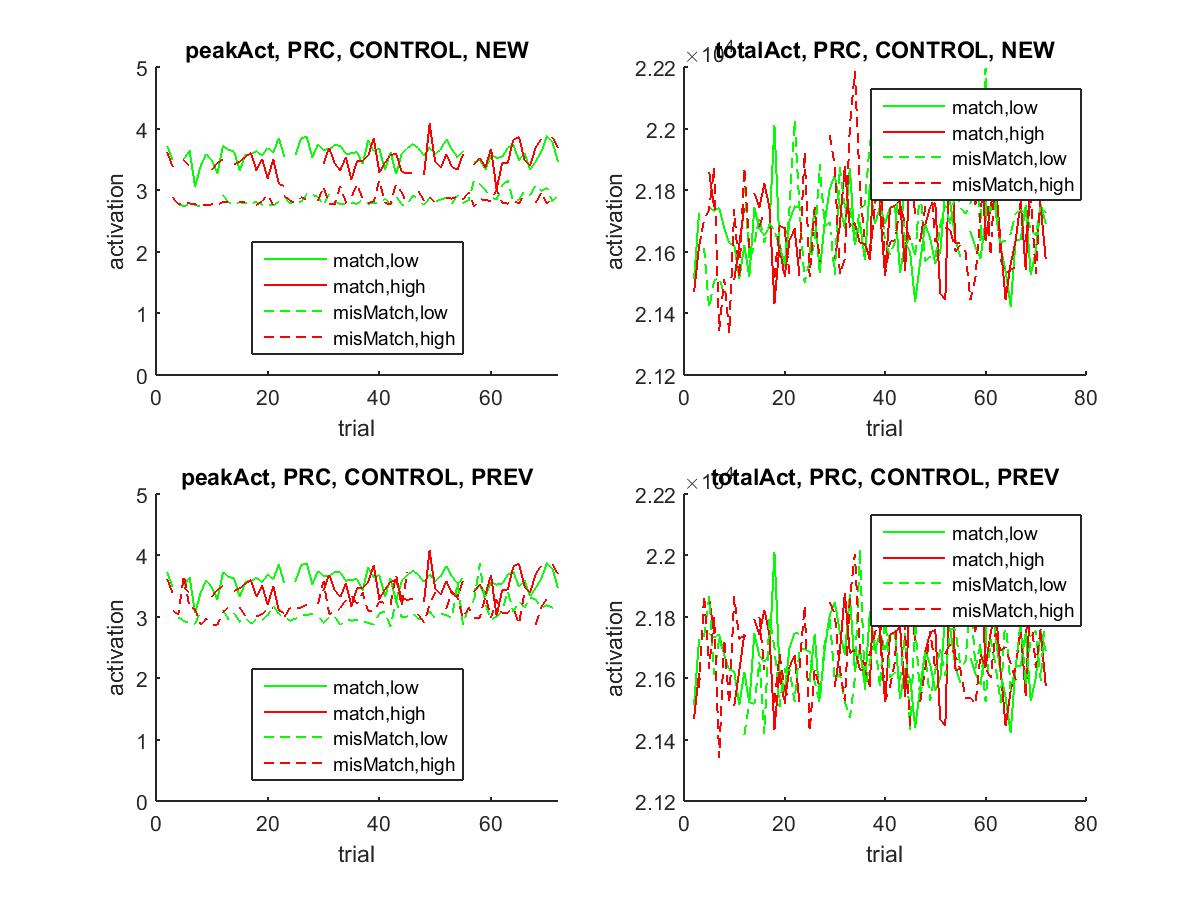 peakAct, PRC, CONTROL, NEW
5
4
3
2
1
0
activation
0 20 40 60
trial
match,low
match,high
misMatch,low
misMatch,high
totalAct, PRC, CONTROL, NEW
×10^4
2.22
2.2
2.18
2.16
2.14
2.12
activation
0 20 40 60 80
trial
match,low
match,high
misMatch,low
misMatch,high
peakAct, PRC, CONTROL, PREV
5
4
3
2
1
0
activation
0 20 40 60
trial
match,low
match,high
misMatch,low
misMatch,high
totalAct, PRC, CONTROL, PREV
×10^4
2.22
2.2
2.18
2.16
2.14
2.12
activation
0 20 40 60 80
trial
match,low
match,high
misMatch,low
misMatch,high